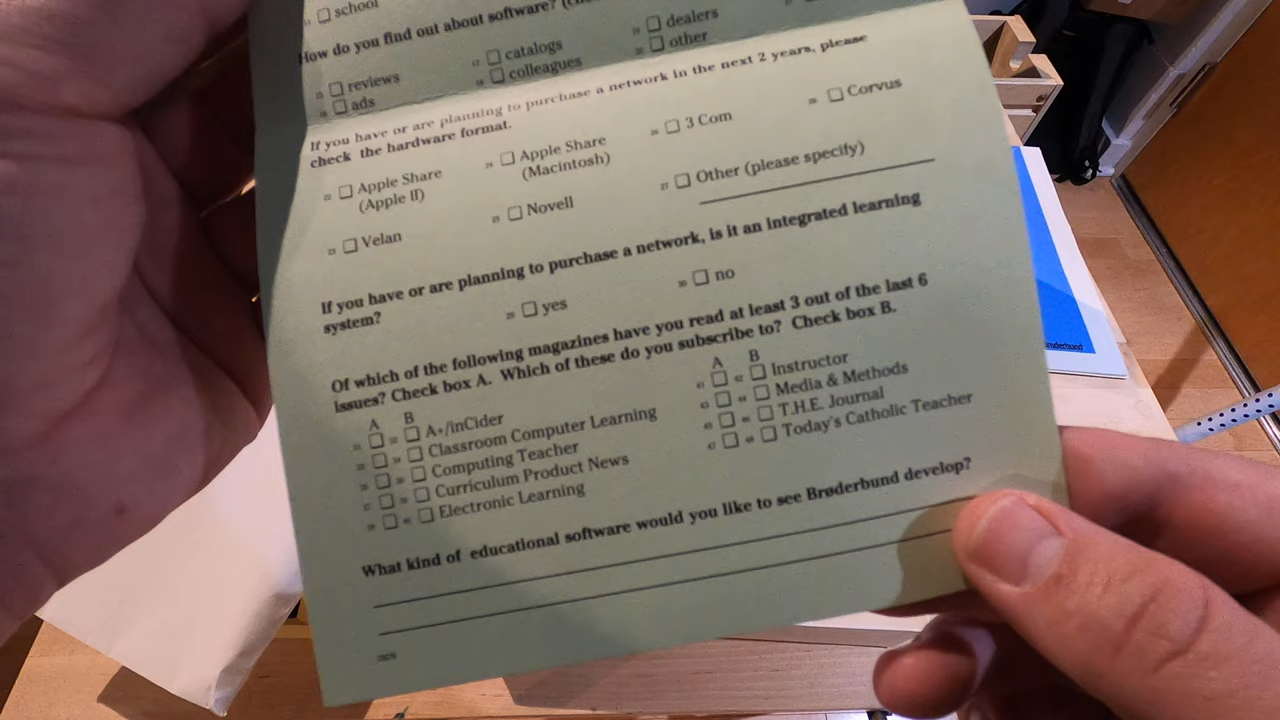 ☐ school
How do you find out about software?
☐ reviews ☐ catalogs ☐ dealers
☐ ads ☐ colleagues ☐ other
If you have or are planning to purchase a network in the next 2 years, please
check the hardware format.
☐ Apple Share ☐ Apple Share ☐ 3 Com ☐ Corvus
(Apple II) (Macintosh)
☐ Velan ☐ Novell ☐ Other (please specify)
If you have or are planning to purchase a network, is it an integrated learning
system? ☐ yes ☐ no
Of which of the following magazines have you read at least 3 out of the last 6
issues? Check box A. Which of these do you subscribe to? Check box B.
A B
☐ ☐ A+/inCider
☐ ☐ Classroom Computer Learning
☐ ☐ Computing Teacher
☐ ☐ Curriculum Product News
☐ ☐ Electronic Learning
A B
☐ ☐ Instructor
☐ ☐ Media & Methods
☐ ☐ T.H.E. Journal
☐ ☐ Today's Catholic Teacher
What kind of educational software would you like to see Brøderbund develop?